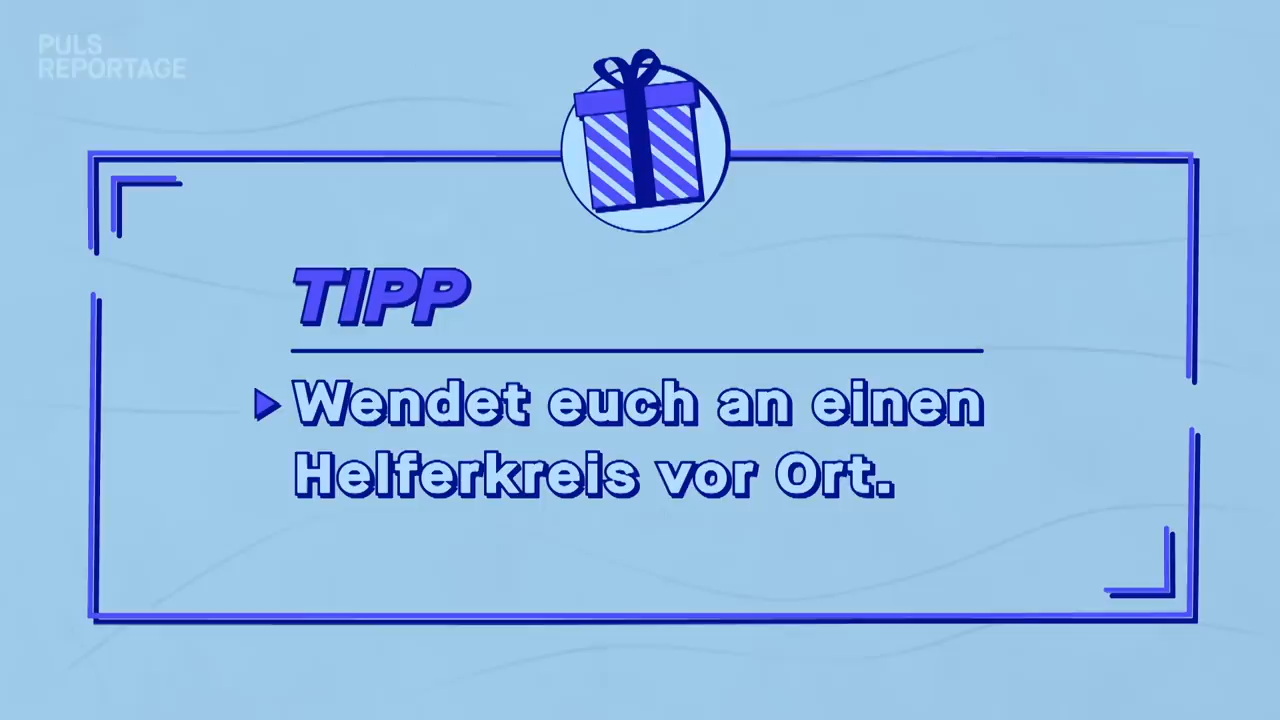 PULS
REPORTAGE
TIPP
Wendet euch an einen
Helferkreis vor Ort.